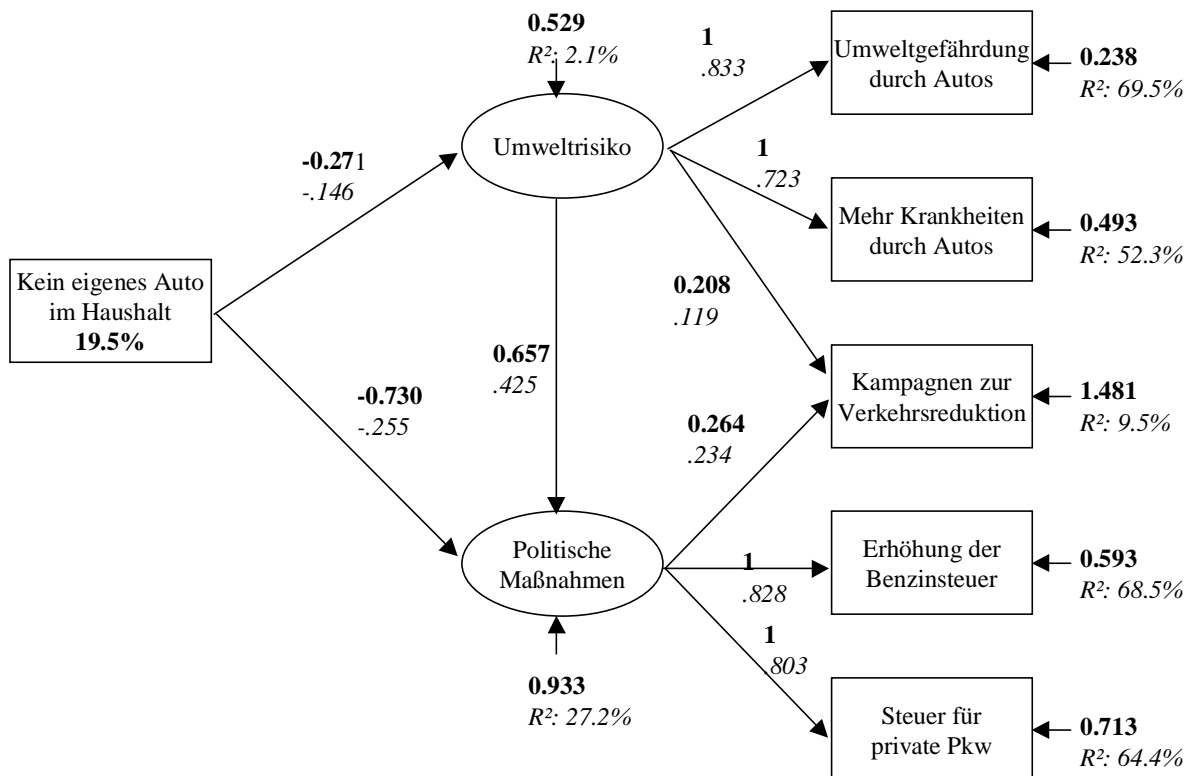 0.529
R²: 2.1%
Umweltrisiko
1
.833
Umweltgefährdung
durch Autos
0.238
R²: 69.5%
-0.271
-.146
1
.723
Mehr Krankheiten
durch Autos
0.493
R²: 52.3%
Kein eigenes Auto
im Haushalt
19.5%
0.208
.119
0.657
.425
Kampagnen zur
Verkehrsreduktion
1.481
R²: 9.5%
-0.730
-.255
0.264
.234
Politische
Maßnahmen
1
.828
Erhöhung der
Benzinsteuer
0.593
R²: 68.5%
1
.803
0.933
R²: 27.2%
Steuer für
private Pkw
0.713
R²: 64.4%